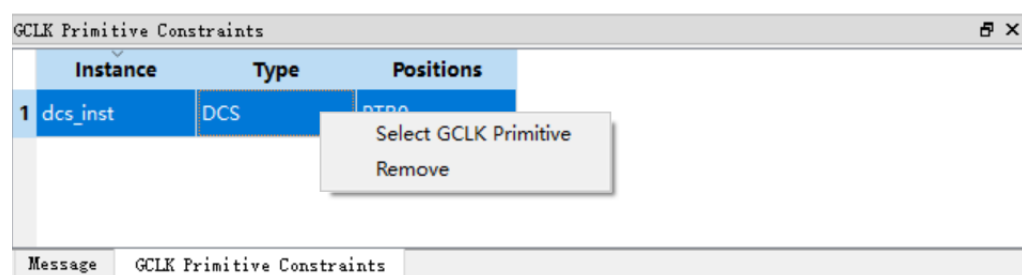 GCLK Primitive Constraints
Instance Type Positions
1 dcs_inst DCS
Select GCLK Primitive
Remove
Message GCLK Primitive Constraints